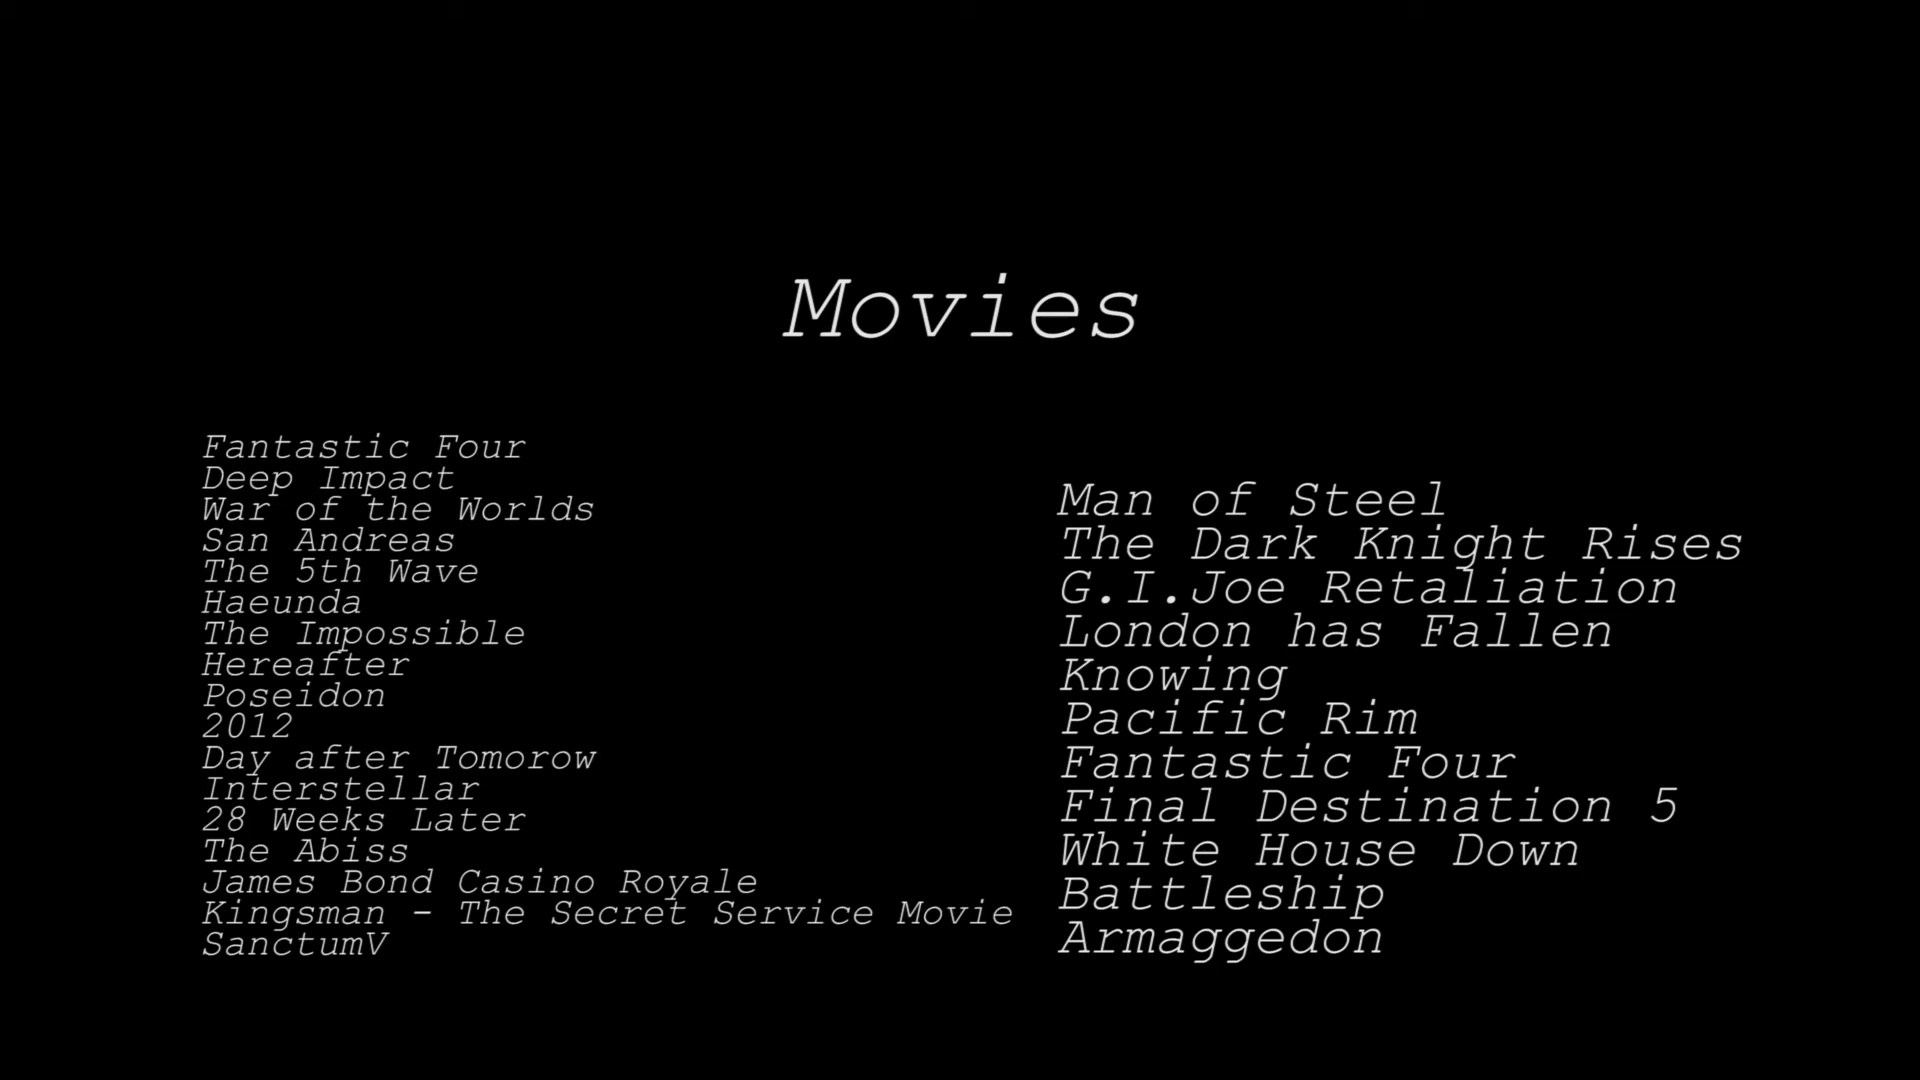 Movies
Fantastic Four
Deep Impact
War of the Worlds
San Andreas
The 5th Wave
Haeunda
The Impossible
Hereafter
Poseidon
2012
Day after Tomorow
Interstellar
28 Weeks Later
The Abiss
James Bond Casino Royale
Kingsman - The Secret Service Movie
SanctumV
Man of Steel
The Dark Knight Rises
G.I.Joe Retaliation
London has Fallen
Knowing
Pacific Rim
Fantastic Four
Final Destination 5
White House Down
Battleship
Armaggedon